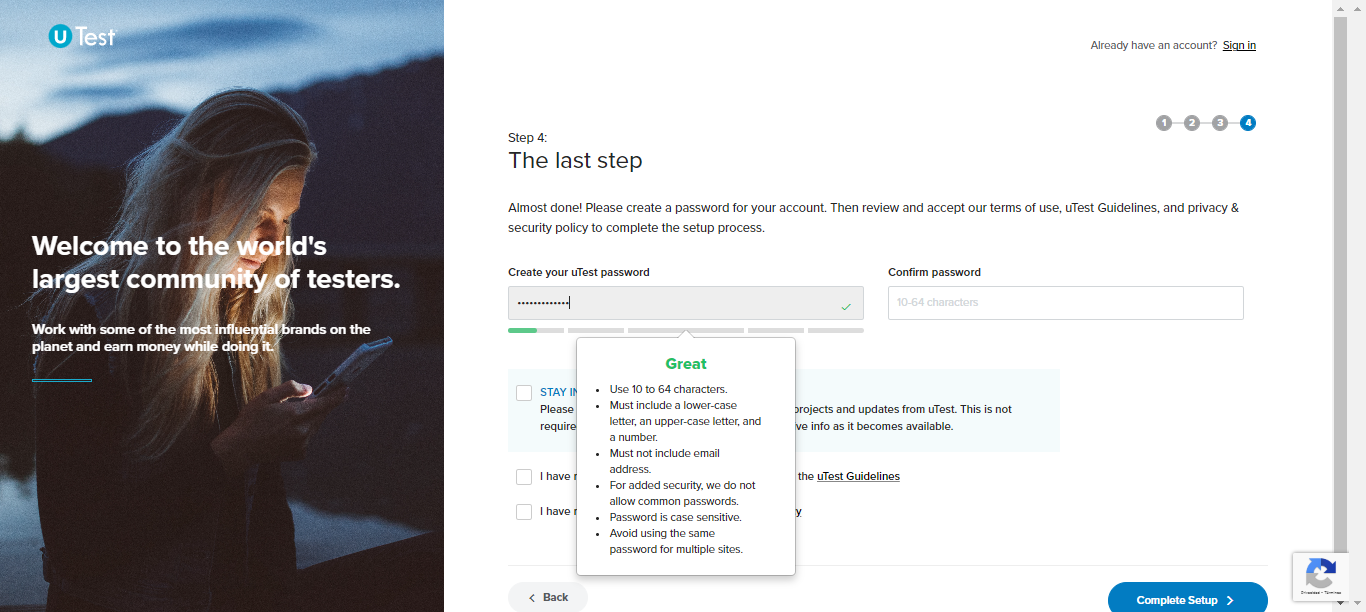 uTest
Already have an account? Sign in
1 2 3 4
Step 4:
The last step
Almost done! Please create a password for your account. Then review and accept our terms of use, uTest Guidelines, and privacy &
security policy to complete the setup process.
Welcome to the world's
largest community of testers.
Work with some of the most influential brands on the
planet and earn money while doing it.
Create your uTest password
Confirm password
10-64 characters
Great
Use 10 to 64 characters.
Must include a lower-case
letter, an upper-case letter, and
a number.
Must not include email
address.
For added security, we do not
allow common passwords.
Password is case sensitive.
Avoid using the same
password for multiple sites.
STAY IN
Please projects and updates from uTest. This is not
require ve info as it becomes available.
I have r the uTest Guidelines
I have r y
Back
Complete Setup